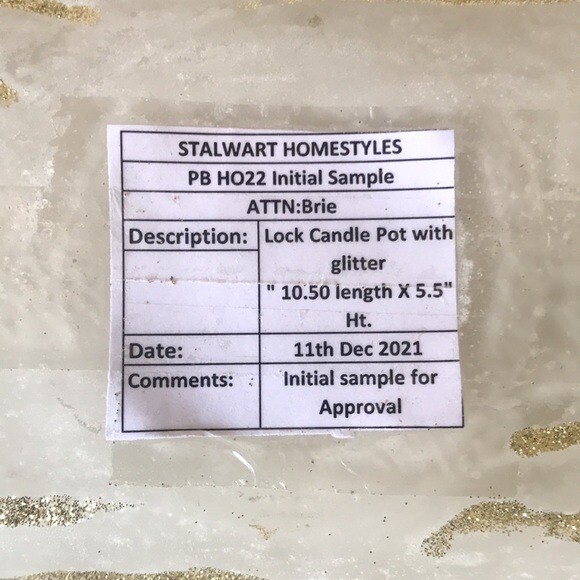 STALWART HOMESTYLES
PB HO22 Initial Sample
ATTN:Brie
Description: Lock Candle Pot with
glitter
" 10.50 length X 5.5"
Ht.
Date: 11th Dec 2021
Comments: Initial sample for
Approval